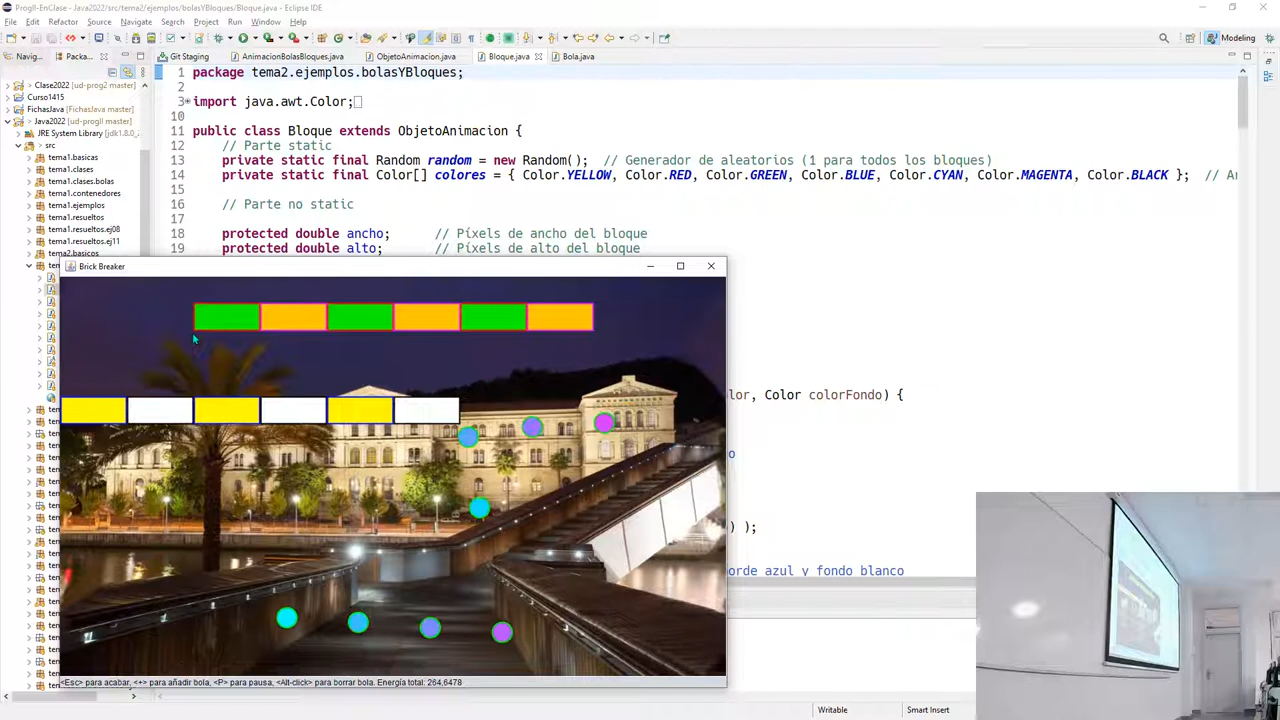 ProgII-EnClase - Java2022/src/tema2/ejemplos/bolasYBloques/Bloque.java - Eclipse IDE
File Edit Refactor Source Navigate Search Project Run Window Help
Modeling
Navig... Packa...
Git Staging AnimacionBolasBloques.java ObjetoAnimacion.java Bloque.java Bola.java
Clase2022 [ud-prog2 master]
Curso1415
FichasJava [FichasJava master]
Java2022 [ud-progII master]
JRE System Library [jdk1.8.0_
src
tema1.basicas
tema1.clases
tema1.clases.bolas
tema1.contenedores
tema1.ejemplos
tema1.resueltos
tema1.resueltos.ej08
tema1.resueltos.ej11
tema2.basicos
1 package tema2.ejemplos.bolasYBloques;
2
3 import java.awt.Color;
10
11 public class Bloque extends ObjetoAnimacion {
12 // Parte static
13 private static final Random random = new Random(); // Generador de aleatorios (1 para todos los bloques)
14 private static final Color[] colores = { Color.YELLOW, Color.RED, Color.GREEN, Color.BLUE, Color.CYAN, Color.MAGENTA, Color.BLACK }; // Ar
15
16 // Parte no static
17
18 protected double ancho; // Píxels de ancho del bloque
19 protected double alto; // Píxels de alto del bloque
Brick Breaker
lor, Color colorFondo) {
o
) );
orde azul y fondo blanco
<Esc> para acabar, <+> para añadir bola, <P> para pausa, <Alt-click> para borrar bola. Energía total: 264,6478
Writable Smart Insert